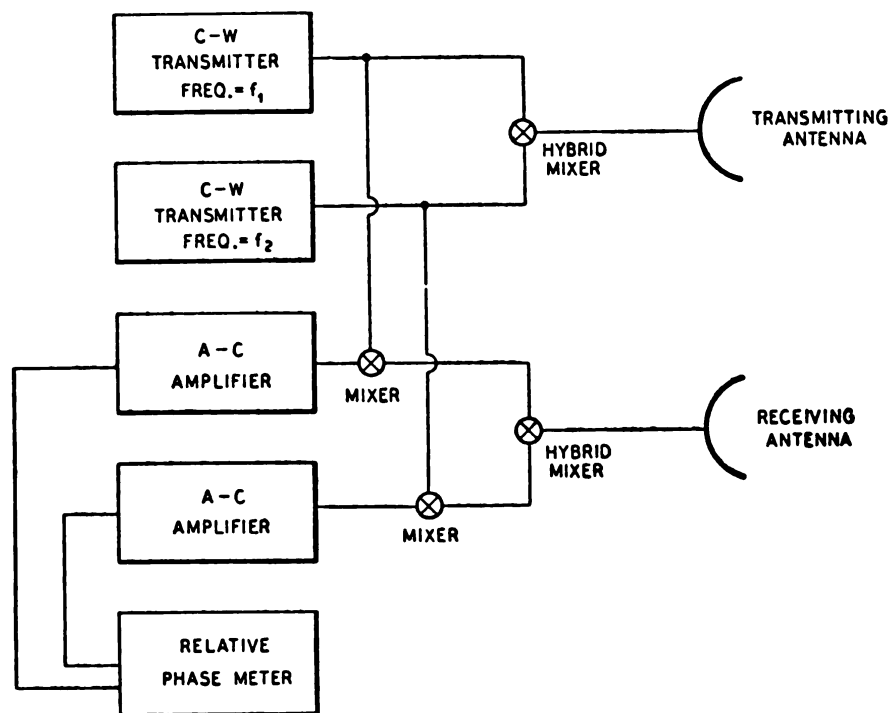 C-W
TRANSMITTER
FREQ.= f₁
C-W
TRANSMITTER
FREQ.= f₂
HYBRID
MIXER
TRANSMITTING
ANTENNA
A-C
AMPLIFIER
MIXER
HYBRID
MIXER
RECEIVING
ANTENNA
A-C
AMPLIFIER
MIXER
RELATIVE
PHASE METER